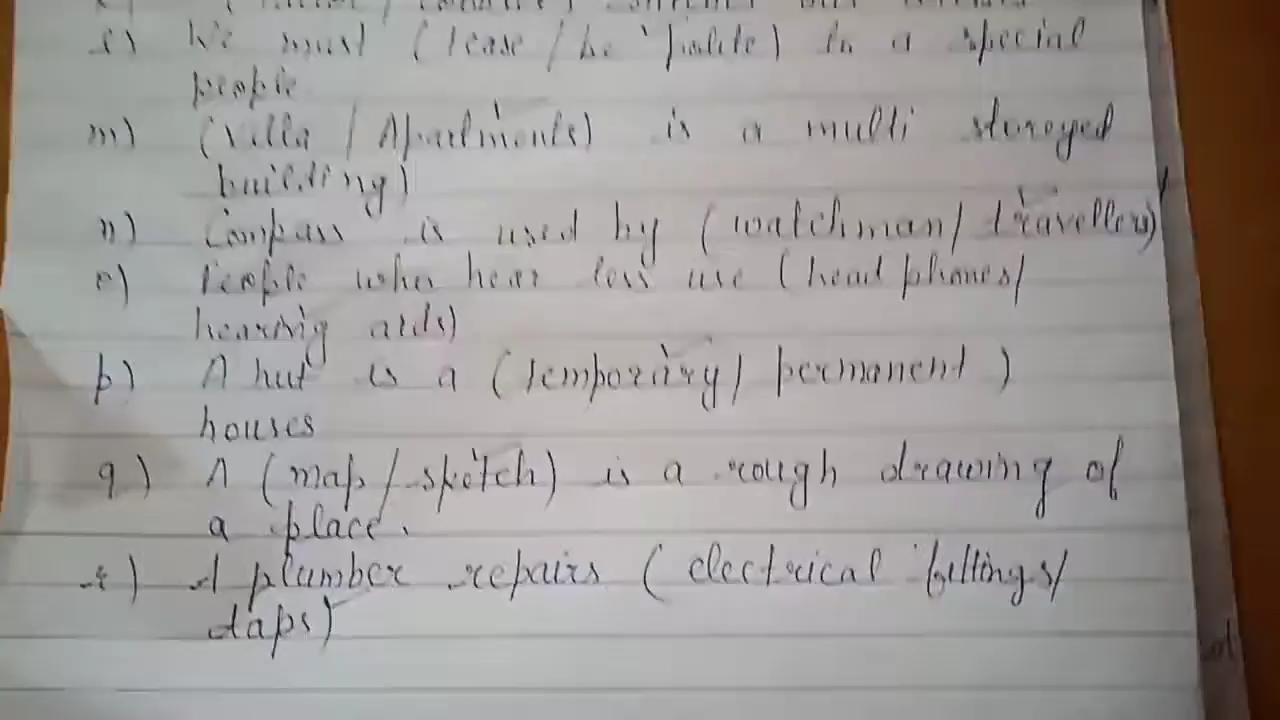 l) We must (tease / be polite) to a special
people
m) (Villa / Apartments) is a multi storeyed
building)
n) Compass is used by (watchman/ travellers)
o) People who hear less use (head phones/
hearing aids)
p) A hut is a (temporary/ permanent )
houses
q) A (map / sketch) is a rough drawing of
a place.
r) A plumber repairs (electrical fittings/
taps)